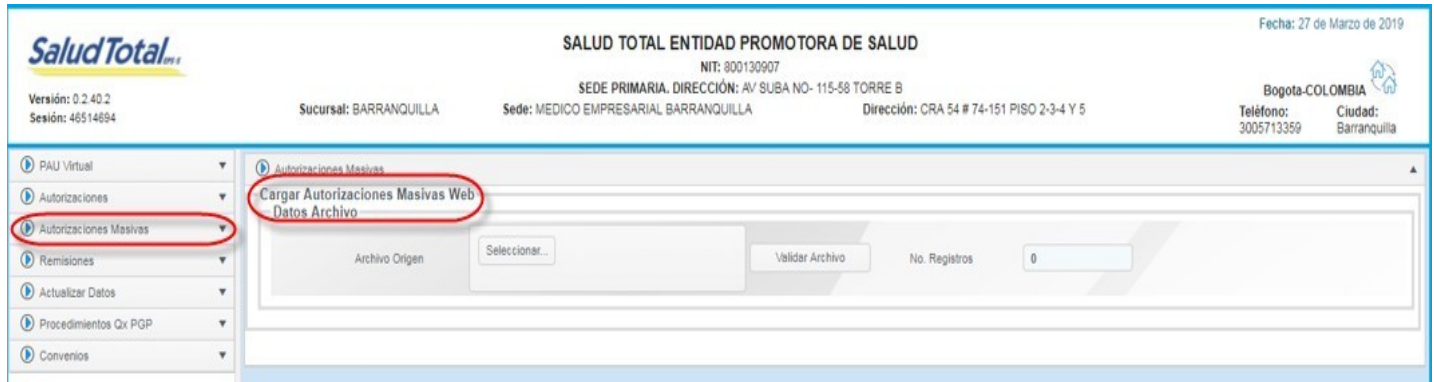 Fecha: 27 de Marzo de 2019
SaludTotal EPS S
SALUD TOTAL ENTIDAD PROMOTORA DE SALUD
NIT: 800130907
SEDE PRIMARIA. DIRECCIÓN: AV SUBA NO- 115-58 TORRE B
Bogota-COLOMBIA
Versión: 0.2.40.2
Sesión: 46514694
Sucursal: BARRANQUILLA
Sede: MEDICO EMPRESARIAL BARRANQUILLA
Dirección: CRA 54 # 74-151 PISO 2-3-4 Y 5
Teléfono:
3005713359
Ciudad:
Barranquilla
PAU Virtual
Autorizaciones
Autorizaciones Masivas
Remisiones
Actualizar Datos
Procedimientos Qx PGP
Convenios
Autorizaciones Masivas
Cargar Autorizaciones Masivas Web
Datos Archivo
Archivo Origen
Seleccionar...
Validar Archivo
No. Registros
0